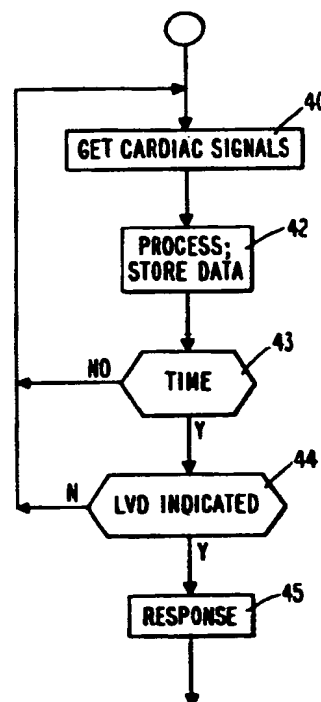 40
GET CARDIAC SIGNALS
42
PROCESS;
STORE DATA
43
NO
TIME
Y
44
N
LVD INDICATED
Y
45
RESPONSE